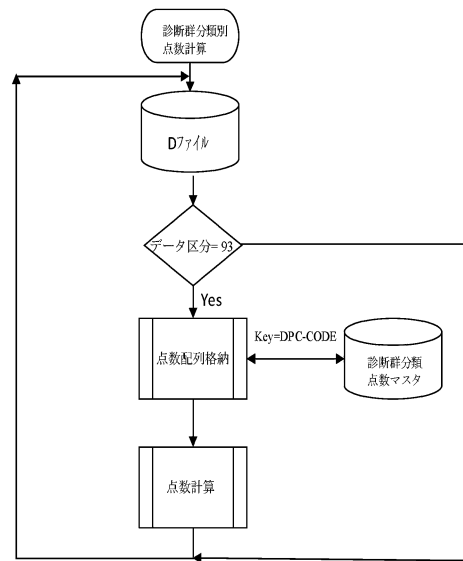 診断群分類別
点数計算
Dファイル
データ区分= 93
Yes
点数配列格納
Key=DPC-CODE
診断群分類
点数マスタ
点数計算